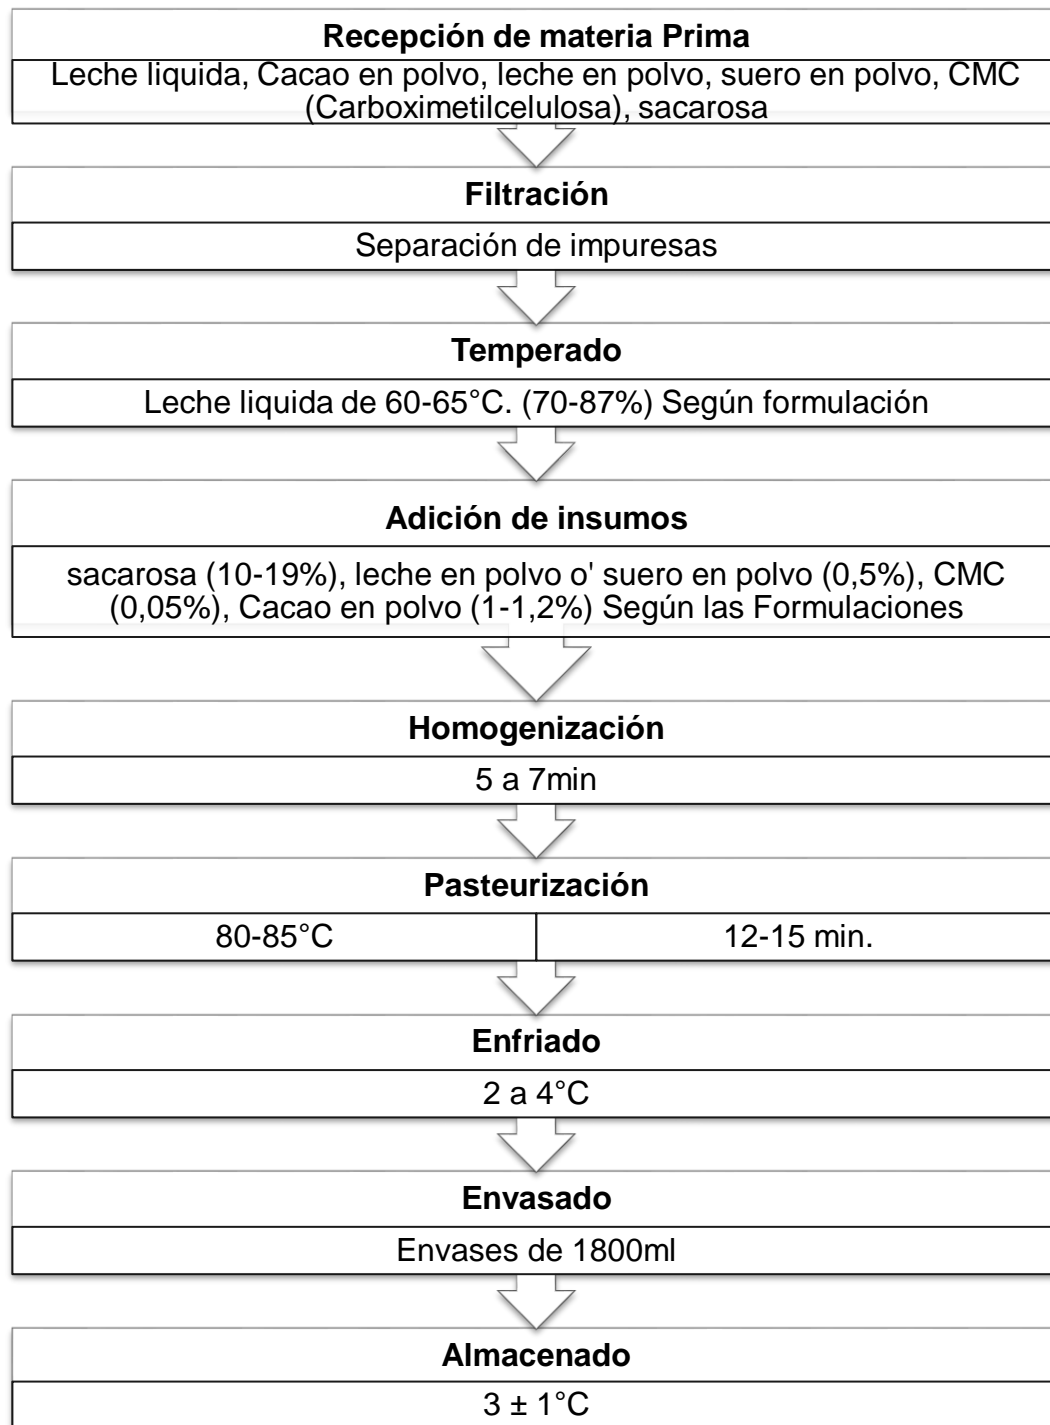 Recepción de materia Prima
Leche liquida, Cacao en polvo, leche en polvo, suero en polvo, CMC
(Carboximetilcelulosa), sacarosa
Filtración
Separación de impuresas
Temperado
Leche liquida de 60-65°C. (70-87%) Según formulación
Adición de insumos
sacarosa (10-19%), leche en polvo o' suero en polvo (0,5%), CMC
(0,05%), Cacao en polvo (1-1,2%) Según las Formulaciones
Homogenización
5 a 7min
Pasteurización
80-85°C 12-15 min.
Enfriado
2 a 4°C
Envasado
Envases de 1800ml
Almacenado
3 ± 1°C